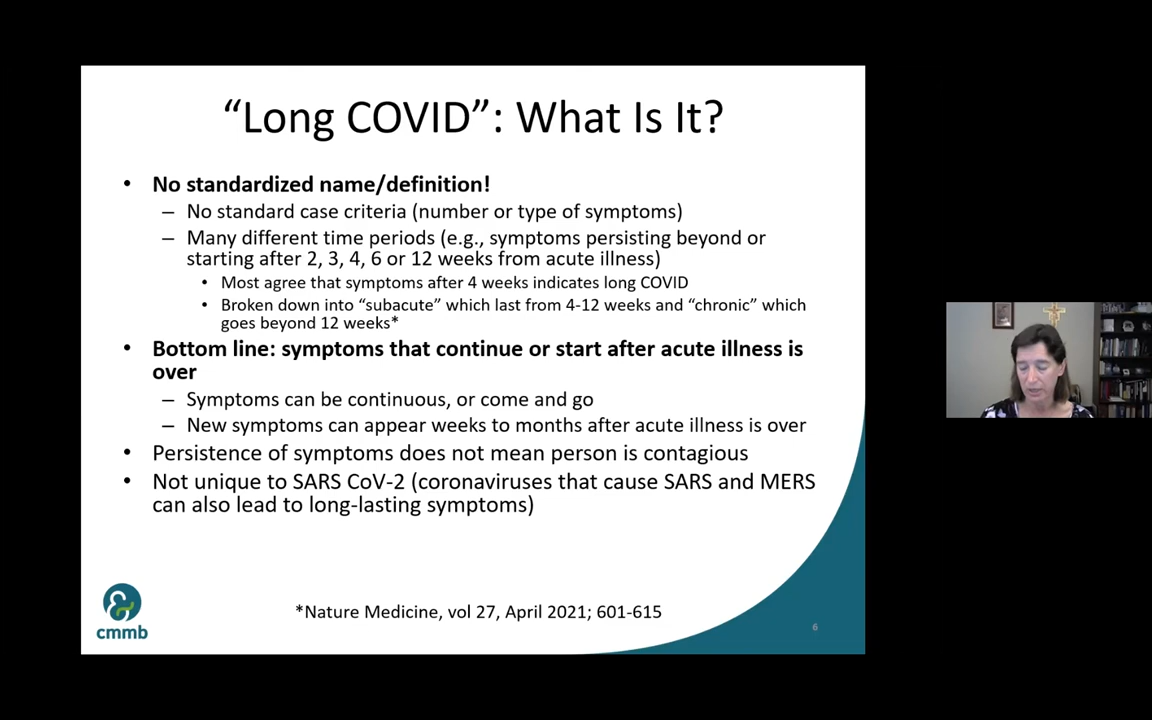 “Long COVID”: What Is It?
• No standardized name/definition!
– No standard case criteria (number or type of symptoms)
– Many different time periods (e.g., symptoms persisting beyond or
starting after 2, 3, 4, 6 or 12 weeks from acute illness)
• Most agree that symptoms after 4 weeks indicates long COVID
• Broken down into “subacute” which last from 4-12 weeks and “chronic” which
goes beyond 12 weeks*
• Bottom line: symptoms that continue or start after acute illness is
over
– Symptoms can be continuous, or come and go
– New symptoms can appear weeks to months after acute illness is over
• Persistence of symptoms does not mean person is contagious
• Not unique to SARS CoV-2 (coronaviruses that cause SARS and MERS
can also lead to long-lasting symptoms)
*Nature Medicine, vol 27, April 2021; 601-615
cmmb
6